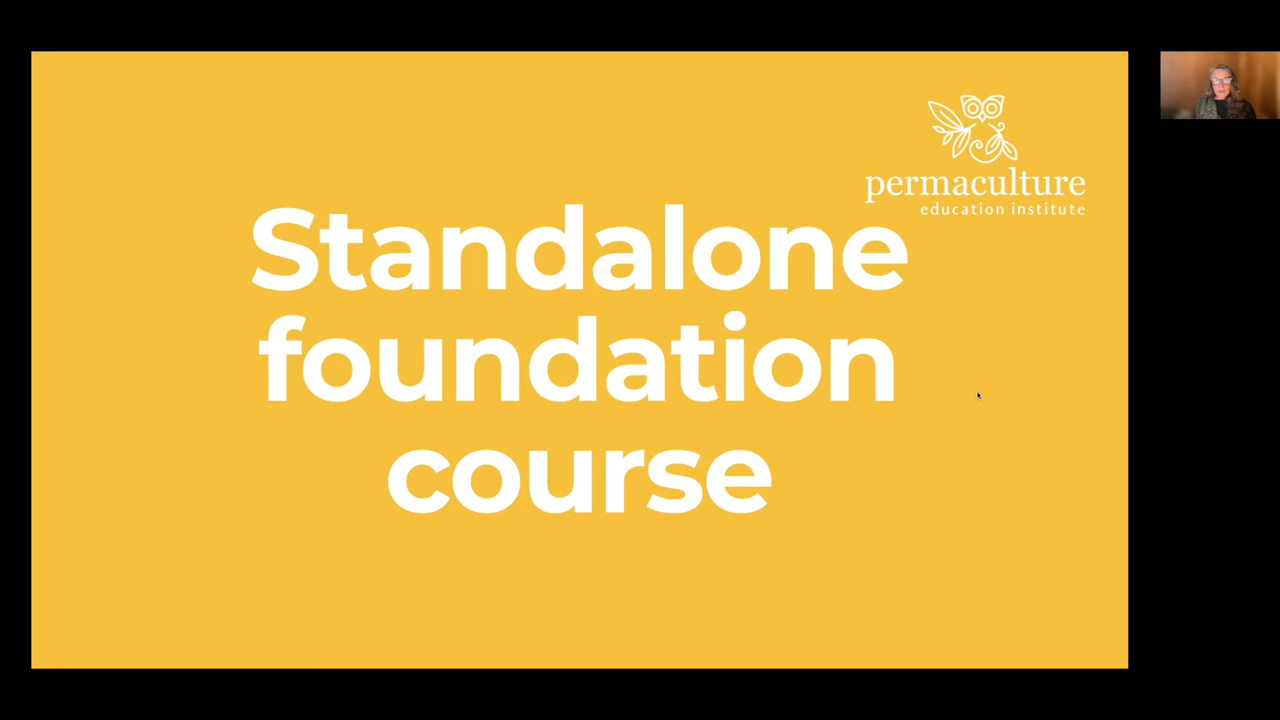 permaculture
education institute
Standalone
foundation
course